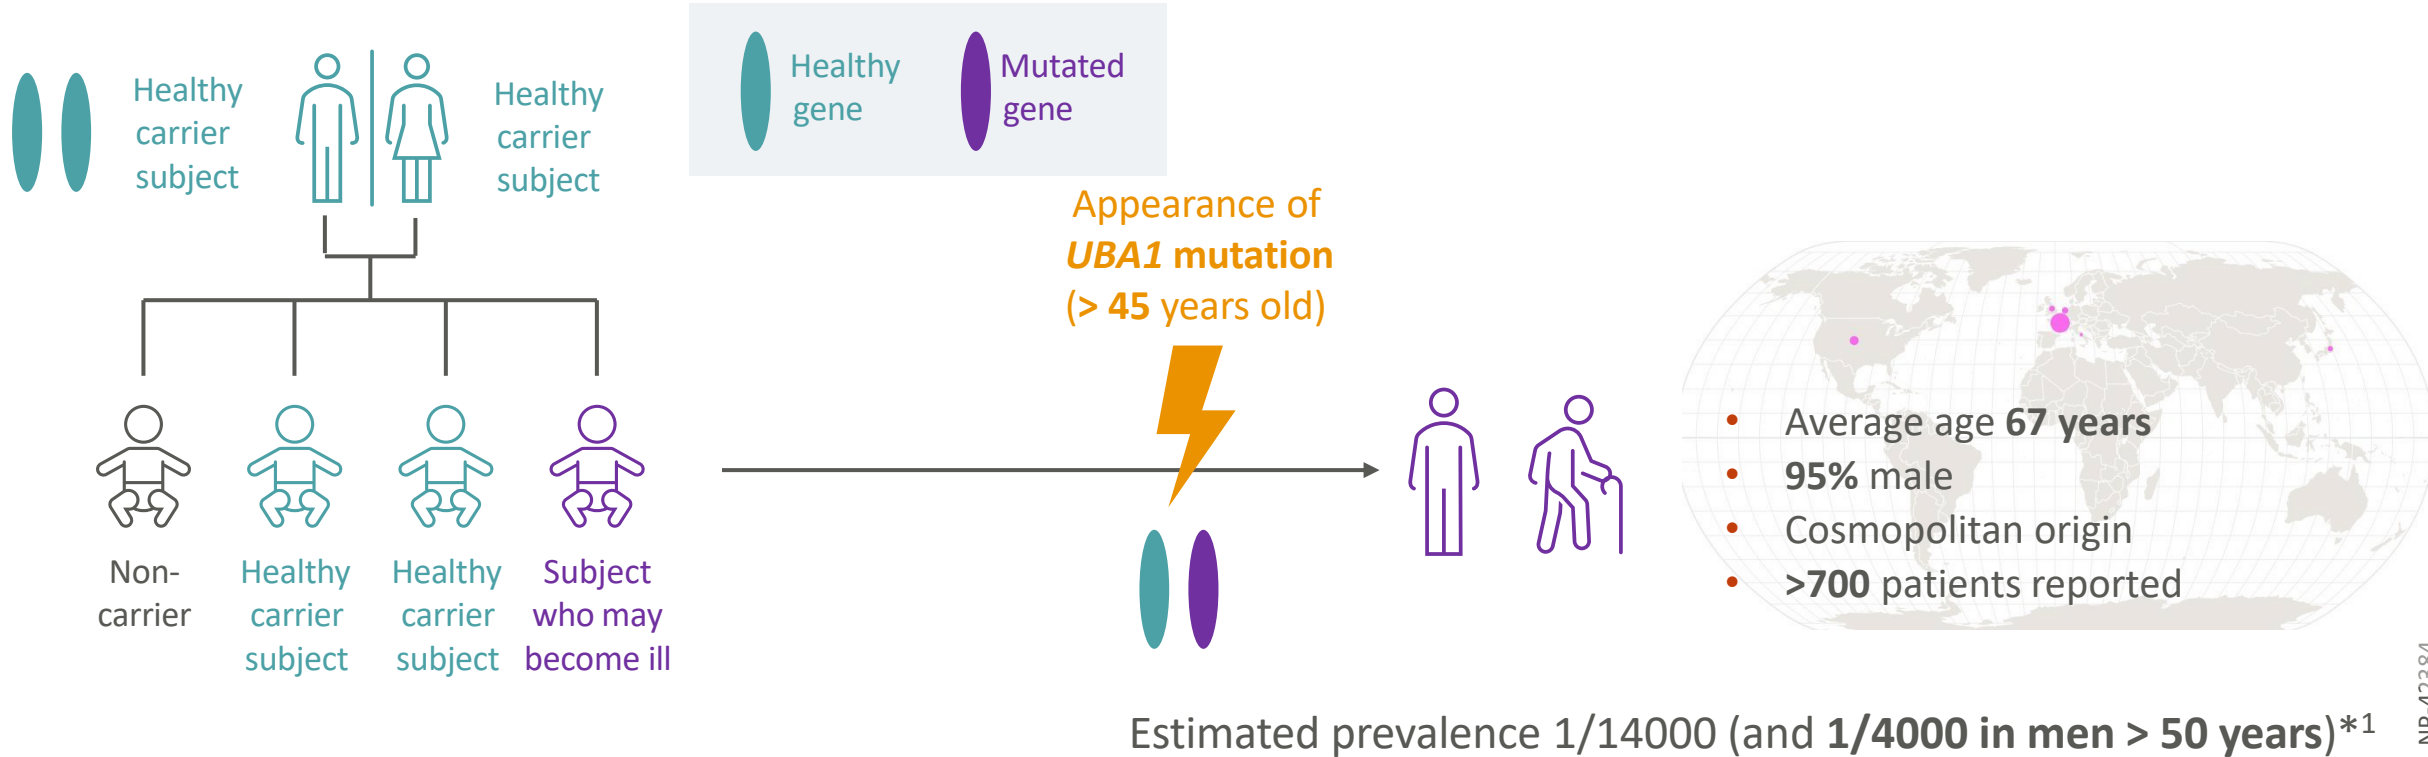 Healthy
carrier
subject
Healthy
carrier
subject
Healthy
gene
Mutated
gene
Appearance of
UBA1 mutation
(> 45 years old)
Non-
carrier
Healthy
carrier
subject
Healthy
carrier
subject
Subject
who may
become ill
• Average age 67 years
• 95% male
• Cosmopolitan origin
• >700 patients reported
Estimated prevalence 1/14000 (and 1/4000 in men > 50 years)*1